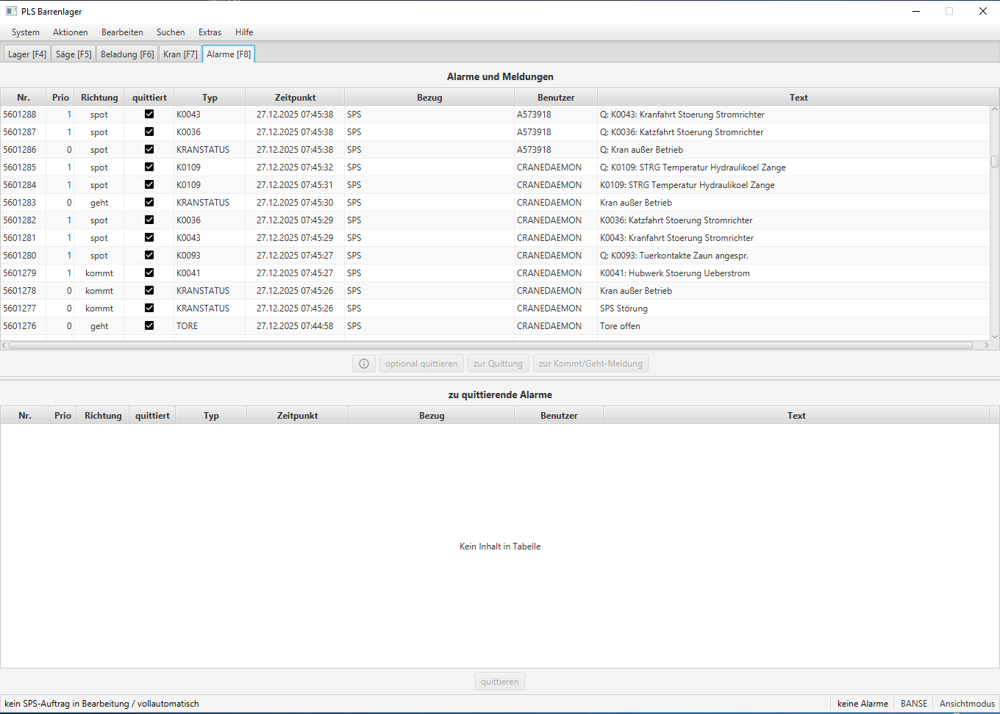 PLS Barrenlager
System Aktionen Bearbeiten Suchen Extras Hilfe
Lager [F4] Säge [F5] Beladung [F6] Kran [F7] Alarme [F8]
Alarme und Meldungen
Nr. Prio Richtung quittiert Typ Zeitpunkt Bezug Benutzer Text
5601288 1 spot K0043 27.12.2025 07:45:38 SPS A573918 Q: K0043: Kranfahrt Stoerung Stromrichter
5601287 1 spot K0036 27.12.2025 07:45:38 SPS A573918 Q: K0036: Katzfahrt Stoerung Stromrichter
5601286 0 spot KRANSTATUS 27.12.2025 07:45:38 SPS A573918 Q: Kran außer Betrieb
5601285 1 spot K0109 27.12.2025 07:45:32 SPS CRANEDAEMON Q: K0109: STRG Temperatur Hydraulikoel Zange
5601284 1 spot K0109 27.12.2025 07:45:31 SPS CRANEDAEMON K0109: STRG Temperatur Hydraulikoel Zange
5601283 0 geht KRANSTATUS 27.12.2025 07:45:30 SPS CRANEDAEMON Kran außer Betrieb
5601282 1 spot K0036 27.12.2025 07:45:29 SPS CRANEDAEMON K0036: Katzfahrt Stoerung Stromrichter
5601281 1 spot K0043 27.12.2025 07:45:29 SPS CRANEDAEMON K0043: Kranfahrt Stoerung Stromrichter
5601280 1 spot K0093 27.12.2025 07:45:27 SPS CRANEDAEMON Q: K0093: Tuerkontakte Zaun angespr.
5601279 1 kommt K0041 27.12.2025 07:45:27 SPS CRANEDAEMON K0041: Hubwerk Stoerung Ueberstrom
5601278 0 kommt KRANSTATUS 27.12.2025 07:45:26 SPS CRANEDAEMON Kran außer Betrieb
5601277 0 kommt KRANSTATUS 27.12.2025 07:45:26 SPS CRANEDAEMON SPS Störung
5601276 0 geht TORE 27.12.2025 07:44:58 SPS CRANEDAEMON Tore offen
optional quittieren zur Quittung zur Kommt/Geht-Meldung
zu quittierende Alarme
Nr. Prio Richtung quittiert Typ Zeitpunkt Bezug Benutzer Text
Kein Inhalt in Tabelle
quittieren
kein SPS-Auftrag in Bearbeitung / vollautomatisch keine Alarme BANSE Ansichtmodus